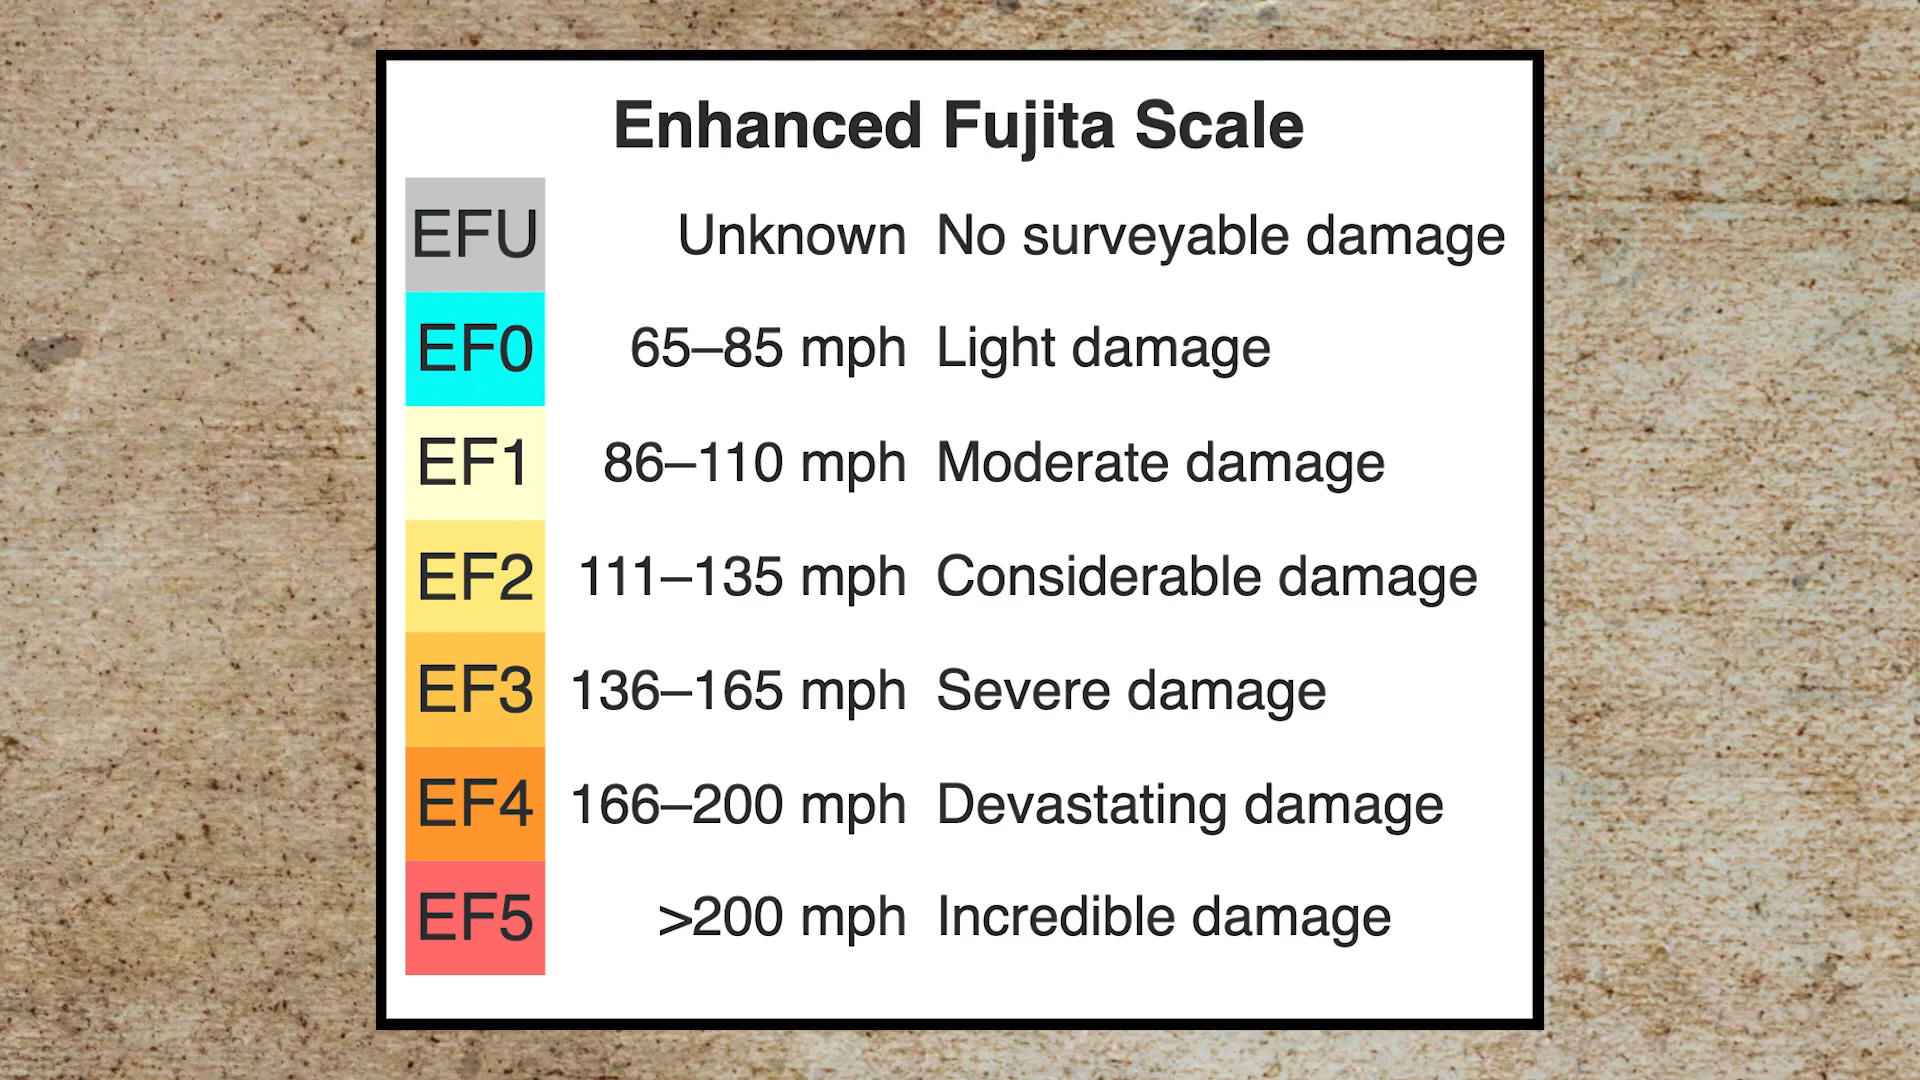 Enhanced Fujita Scale
EFU Unknown No surveyable damage
EF0 65–85 mph Light damage
EF1 86–110 mph Moderate damage
EF2 111–135 mph Considerable damage
EF3 136–165 mph Severe damage
EF4 166–200 mph Devastating damage
EF5 >200 mph Incredible damage